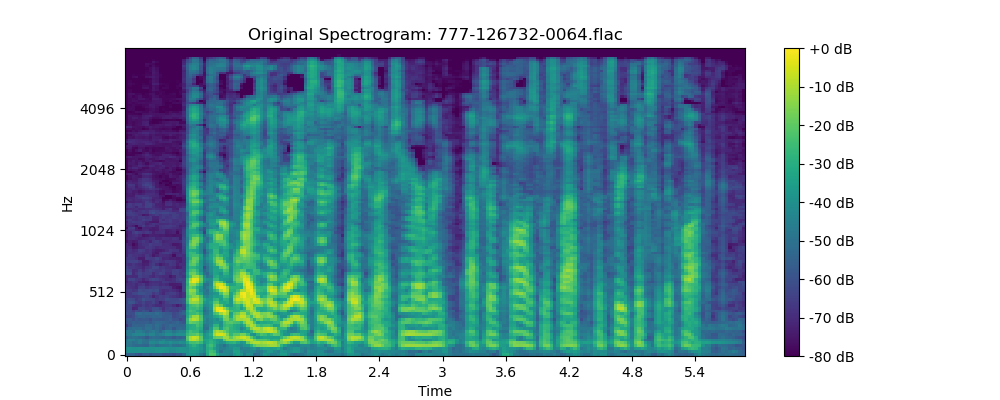 Original Spectrogram: 777-126732-0064.flac
+0 dB
-10 dB
-20 dB
-30 dB
-40 dB
-50 dB
-60 dB
-70 dB
-80 dB
Hz
4096
2048
1024
512
0
0 0.6 1.2 1.8 2.4 3 3.6 4.2 4.8 5.4
Time